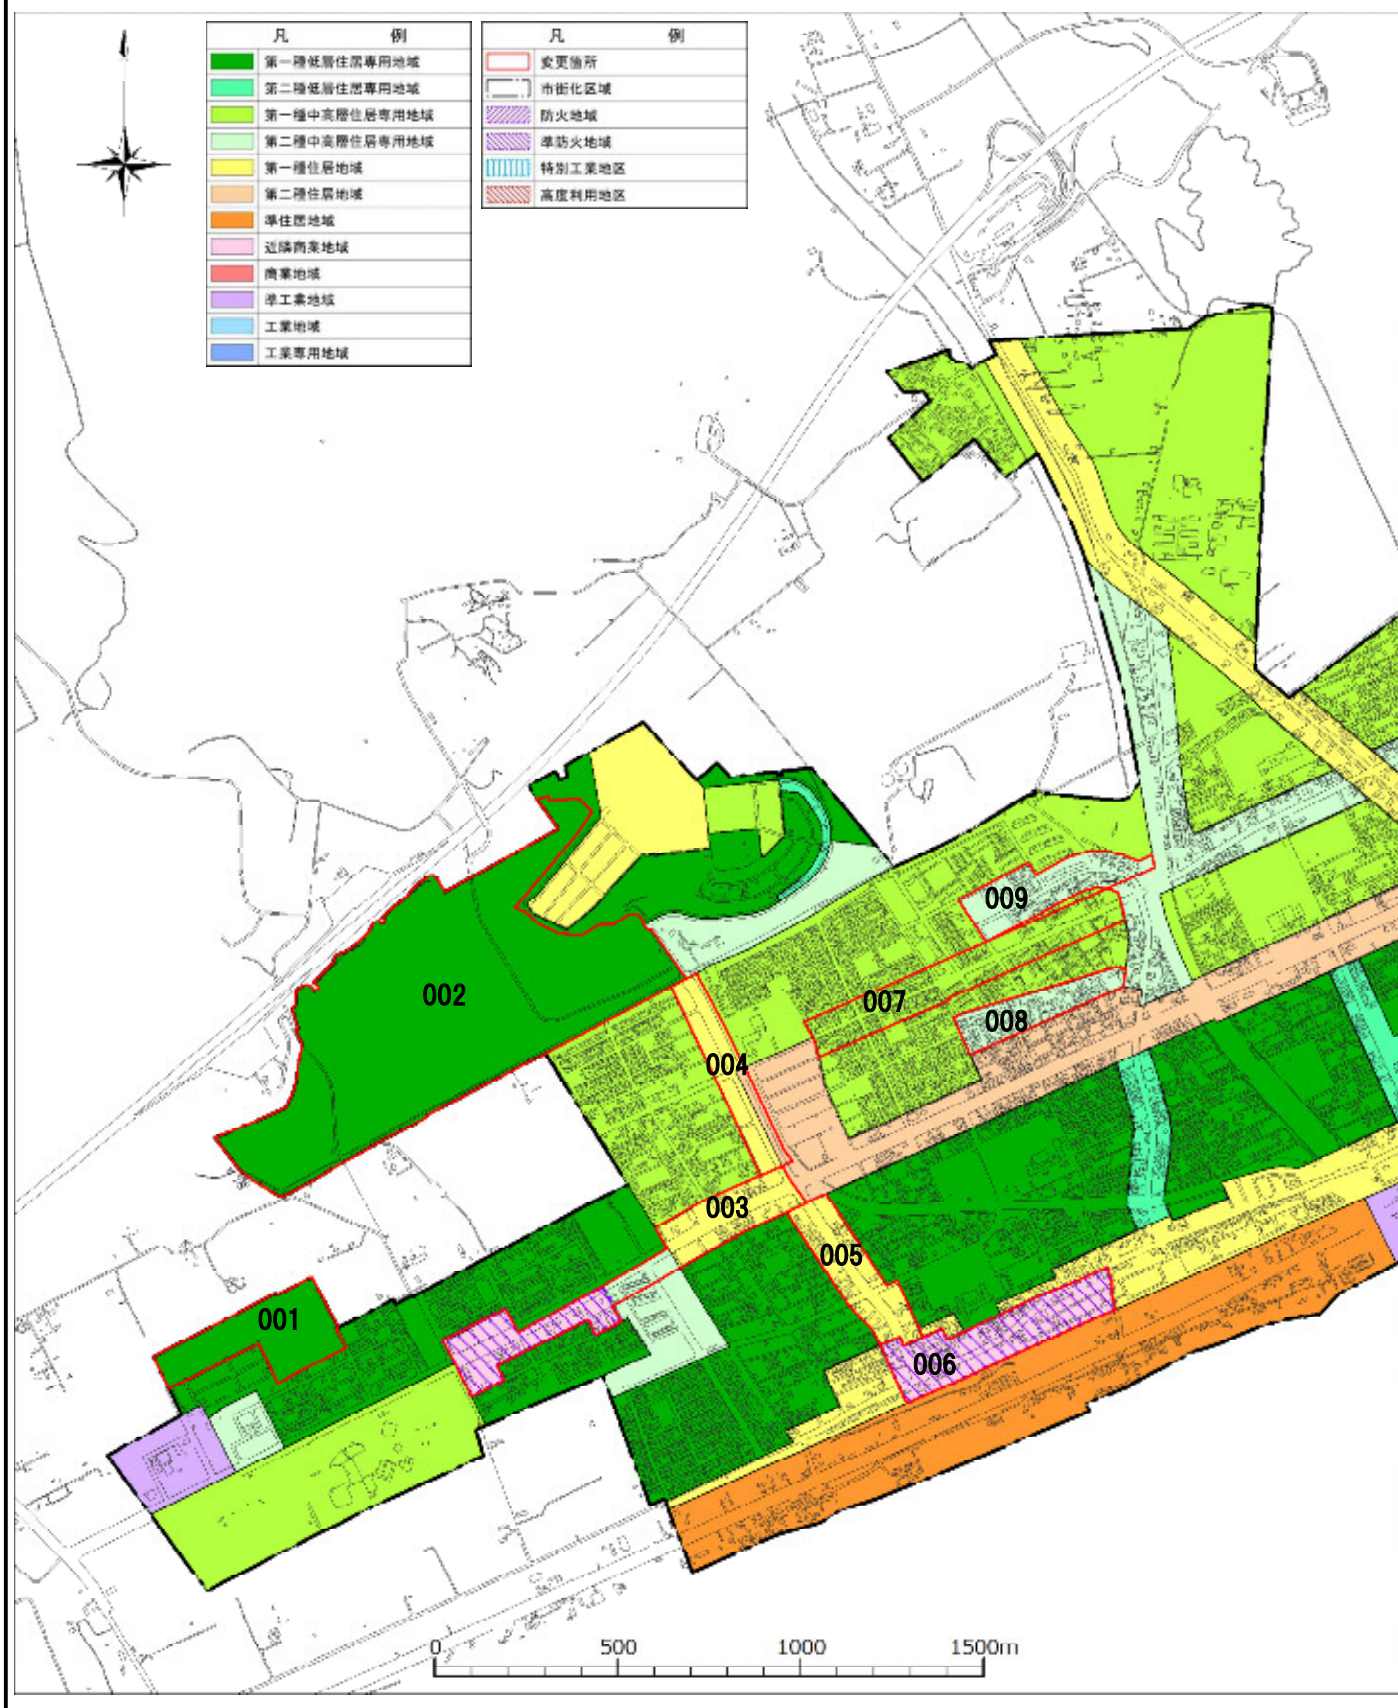 凡 例
第一種低層住居専用地域
第二種低層住居専用地域
第一種中高層住居専用地域
第二種中高層住居専用地域
第一種住居地域
第二種住居地域
準住居地域
近隣商業地域
商業地域
準工業地域
工業地域
工業専用地域
凡 例
変更箇所
市街化区域
防火地域
準防火地域
特別工業地区
高度利用地区
009
002
007
008
004
003
005
001
006
0 500 1000 1500m